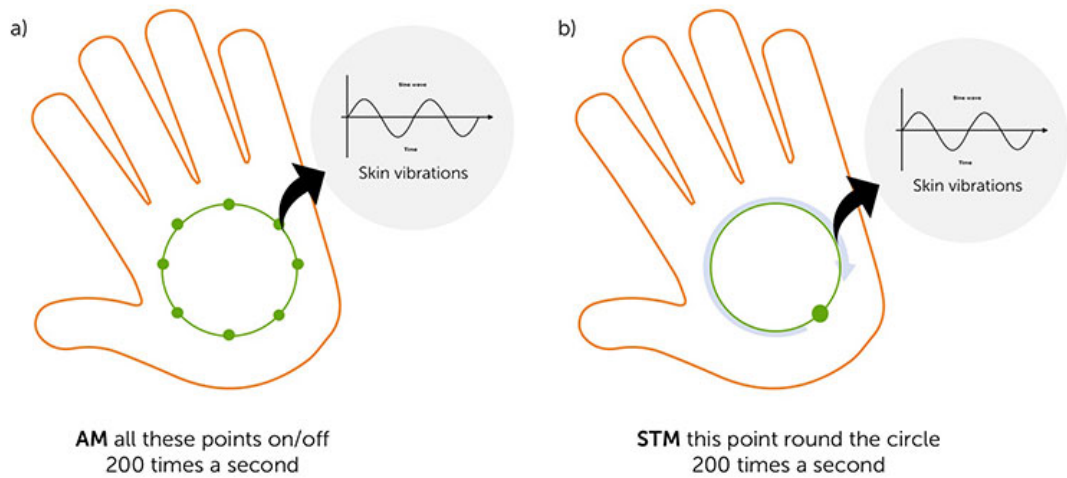 a)
Sine wave
Time
Skin vibrations
AM all these points on/off
200 times a second
b)
Sine wave
Time
Skin vibrations
STM this point round the circle
200 times a second